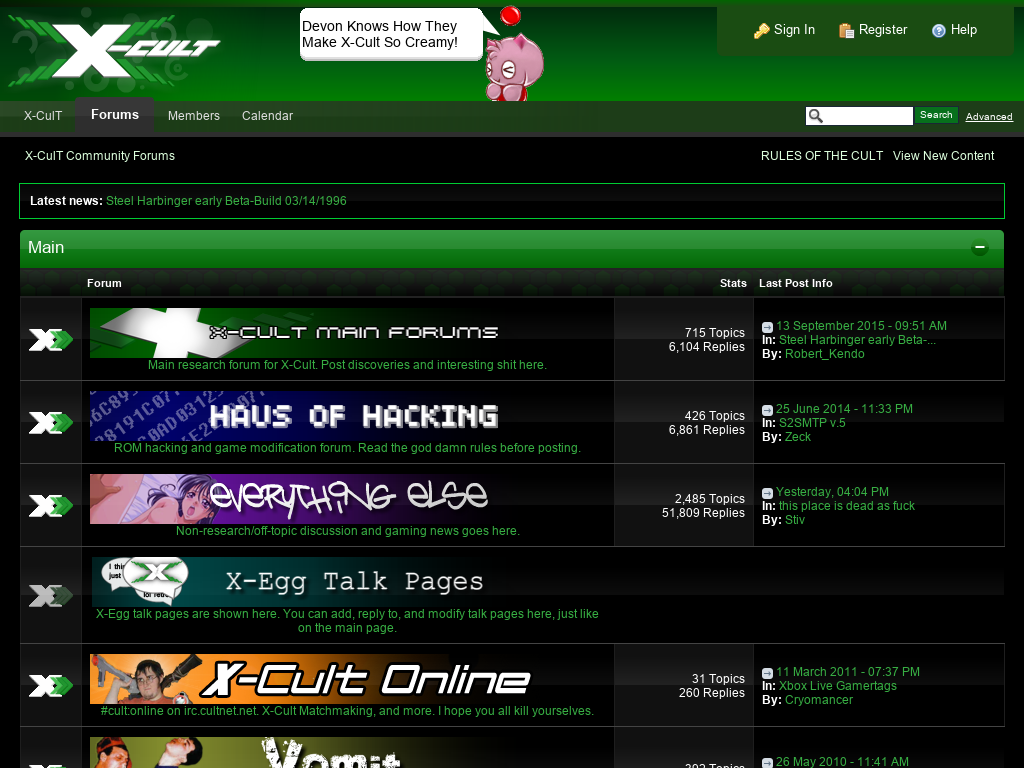 X-CULT
Devon Knows How They
Make X-Cult So Creamy!
Sign In
Register
Help
X-CulT
Forums
Members
Calendar
Search
Advanced
X-CulT Community Forums
RULES OF THE CULT
View New Content
Latest news: Steel Harbinger early Beta-Build 03/14/1996
Main
Forum
Stats
Last Post Info
X-CULT MAIN FORUMS
Main research forum for X-Cult. Post discoveries and interesting shit here.
715 Topics
6,104 Replies
13 September 2015 - 09:51 AM
In: Steel Harbinger early Beta-...
By: Robert_Kendo
HAUS OF HACKING
ROM hacking and game modification forum. Read the god damn rules before posting.
426 Topics
6,861 Replies
25 June 2014 - 11:33 PM
In: S2SMTP v.5
By: Zeck
EVERYTHING ELSE
Non-research/off-topic discussion and gaming news goes here.
2,485 Topics
51,809 Replies
Yesterday, 04:04 PM
In: this place is dead as fuck
By: Stiv
I thin
just
for retr
X-Egg Talk Pages
X-Egg talk pages are shown here. You can add, reply to, and modify talk pages here, just like
on the main page.
X-Cult Online
#cult:online on irc.cultnet.net. X-Cult Matchmaking, and more. I hope you all kill yourselves.
31 Topics
260 Replies
11 March 2011 - 07:37 PM
In: Xbox Live Gamertags
By: Cryomancer
Vomit
392 Topics
26 May 2010 - 11:41 AM